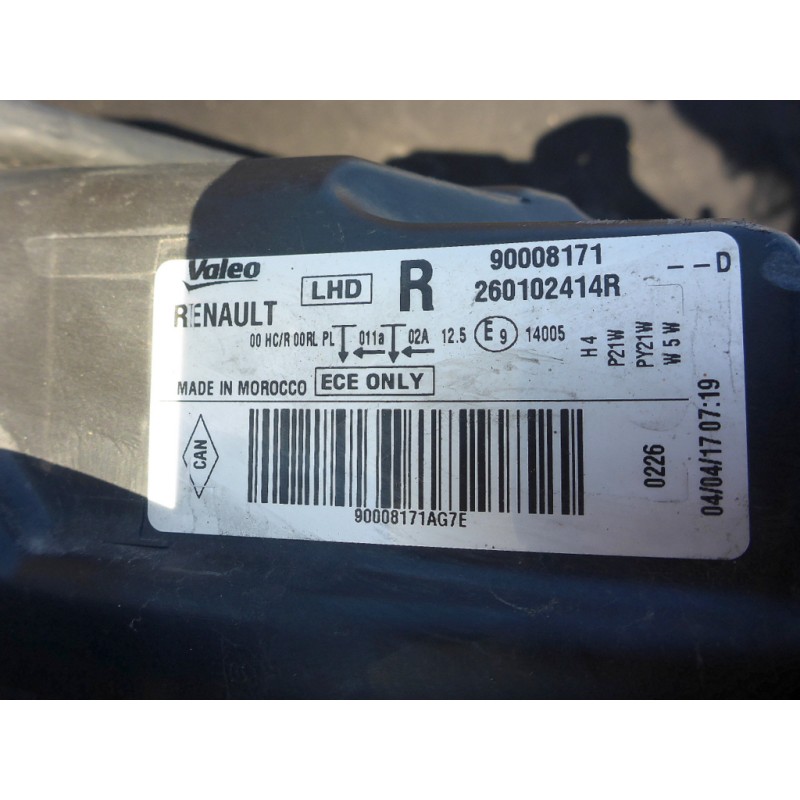 Valeo LHD R 90008171 --D
RENAULT 260102414R
00 HC/R 00RL PL 011a 02A 12.5 E9 14005
H4
P21W
PY21W
W5W
MADE IN MOROCCO ECE ONLY
CAN
90008171AG7E
0226
04/04/17 07:19